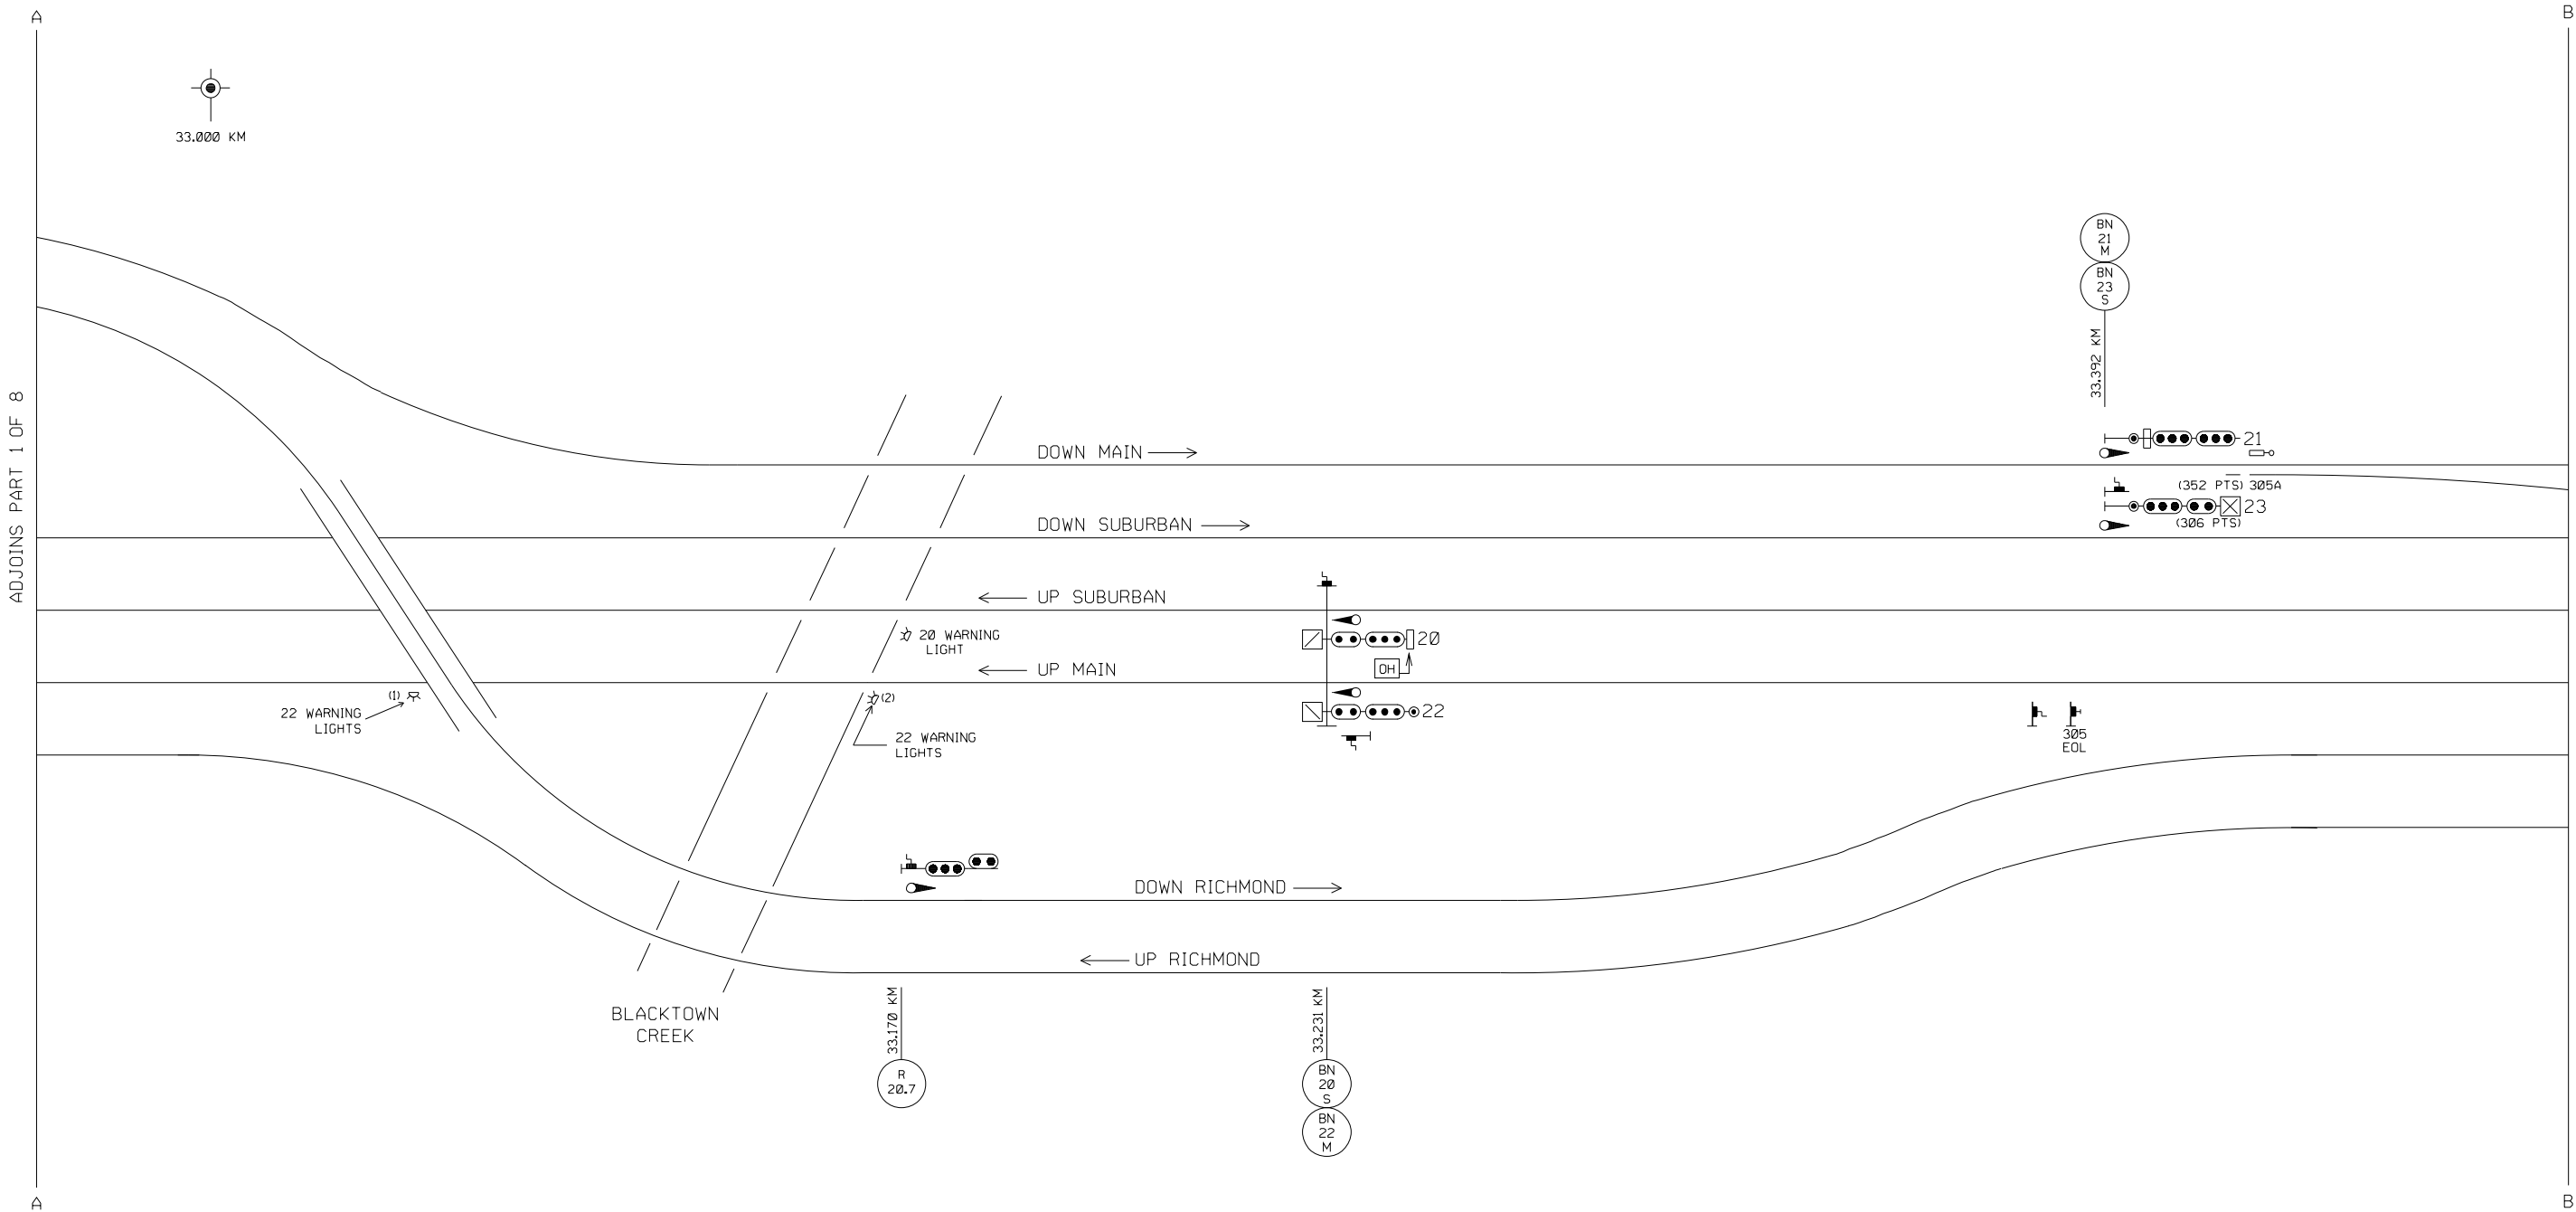 A
B
33.000 KM
ADJOINS PART 1 OF 8
BN
21
M
BN
23
S
33.392 KM
21
DOWN MAIN
(352 PTS) 305A
23
(306 PTS)
DOWN SUBURBAN
UP SUBURBAN
20 WARNING
LIGHT
20
OH
UP MAIN
(1)
(2)
22 WARNING
LIGHTS
22
22 WARNING
LIGHTS
305
EOL
DOWN RICHMOND
UP RICHMOND
BLACKTOWN
CREEK
33.170 KM
R
20.7
33.231 KM
BN
20
S
BN
22
M
A
B